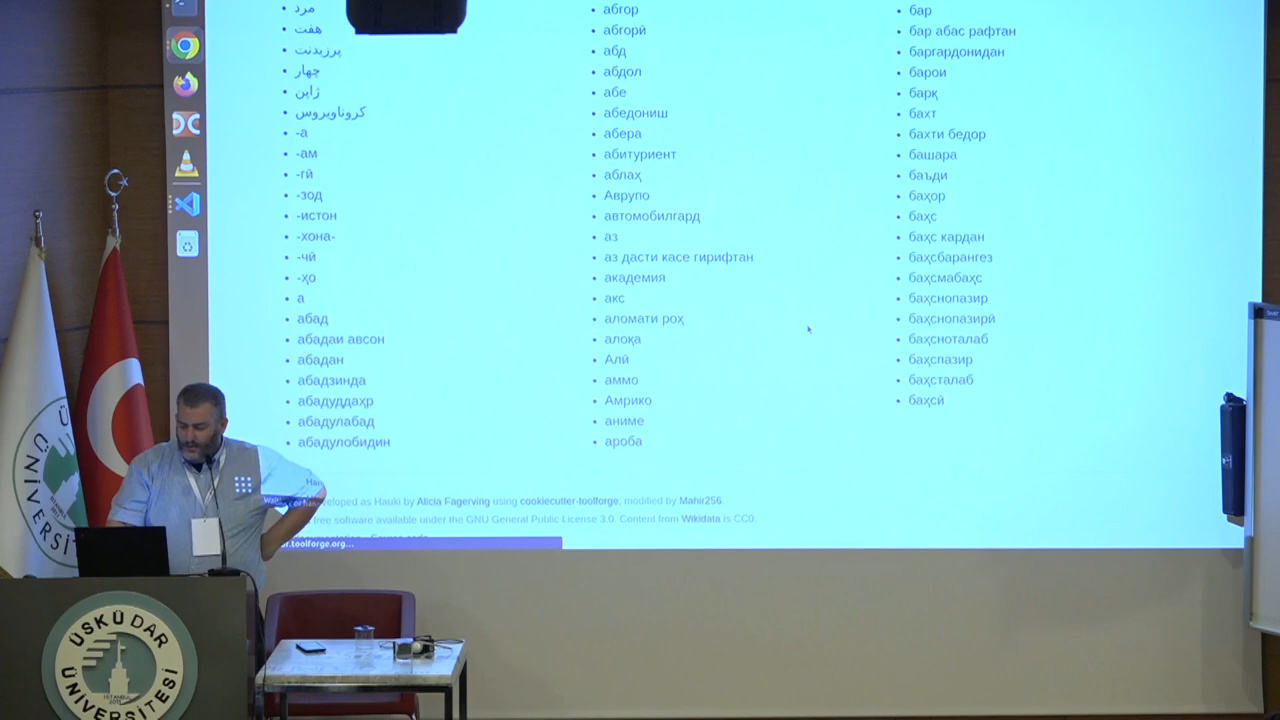 مرد
هفت
پرزیدنت
چهار
ژاپن
کروناویروس
-а
-ам
-гӣ
-зод
-истон
-хона-
-чӣ
-ҳо
а
абад
абадаи авсон
абадан
абадзинда
абадуддаҳр
абадулабад
абадулобидин
абгор
абгорӣ
абд
абдол
абе
абедониш
абера
абитуриент
аблаҳ
Аврупо
автомобилгард
аз
аз дасти касе гирифтан
академия
акс
аломати роҳ
алоқа
Алӣ
аммо
Амрико
аниме
ароба
бар
бар абас рафтан
баргардонидан
барои
барқ
бахт
бахти бедор
башара
баъди
баҳор
баҳс
баҳс кардан
баҳсбарангез
баҳсмабаҳс
баҳснопазир
баҳснопазирӣ
баҳсноталаб
баҳспазир
баҳсталаб
баҳсӣ
as Hauki by Alicia Fagerving using cookiecutter-toolforge; modified by Mahir256.
free software available under the GNU General Public License 3.0. Content from Wikidata is CC0.
.toolforge.org...
ÜSKÜDAR
ÜNİVERSİTESİ
İSTANBUL